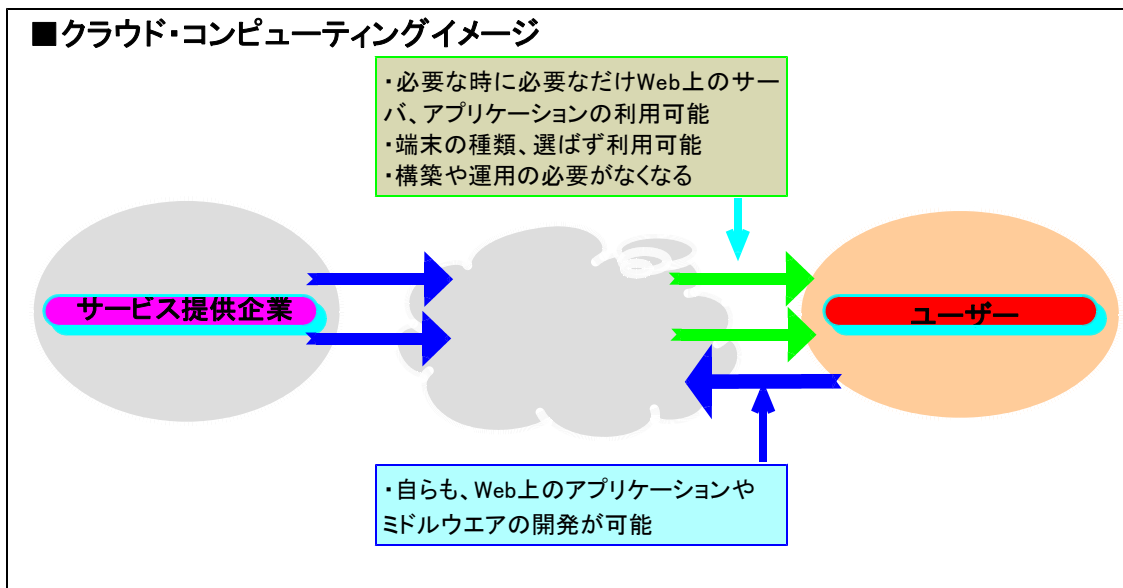 ■クラウド・コンピューティングイメージ
・必要な時に必要なだけWeb上のサー
バ、アプリケーションの利用可能
・端末の種類、選ばず利用可能
・構築や運用の必要がなくなる
サービス提供企業
ユーザー
・自らも、Web上のアプリケーションや
ミドルウエアの開発が可能